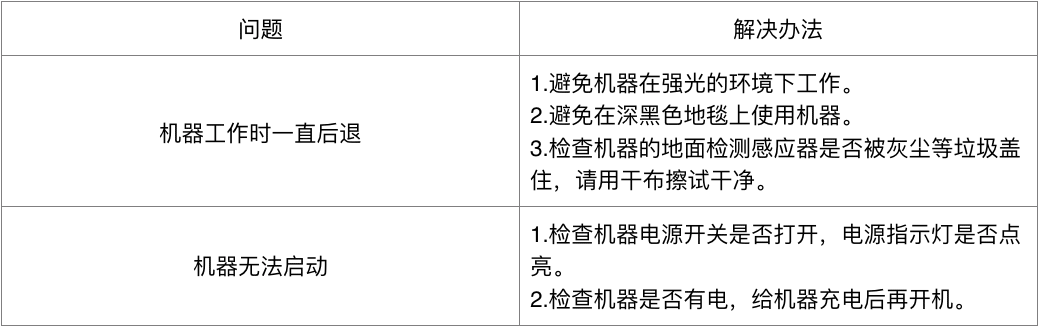 问题
解决办法
机器工作时一直后退
1.避免机器在强光的环境下工作。
2.避免在深黑色地毯上使用机器。
3.检查机器的地面检测感应器是否被灰尘等垃圾盖
住，请用干布擦试干净。
机器无法启动
1.检查机器电源开关是否打开，电源指示灯是否点
亮。
2.检查机器是否有电，给机器充电后再开机。